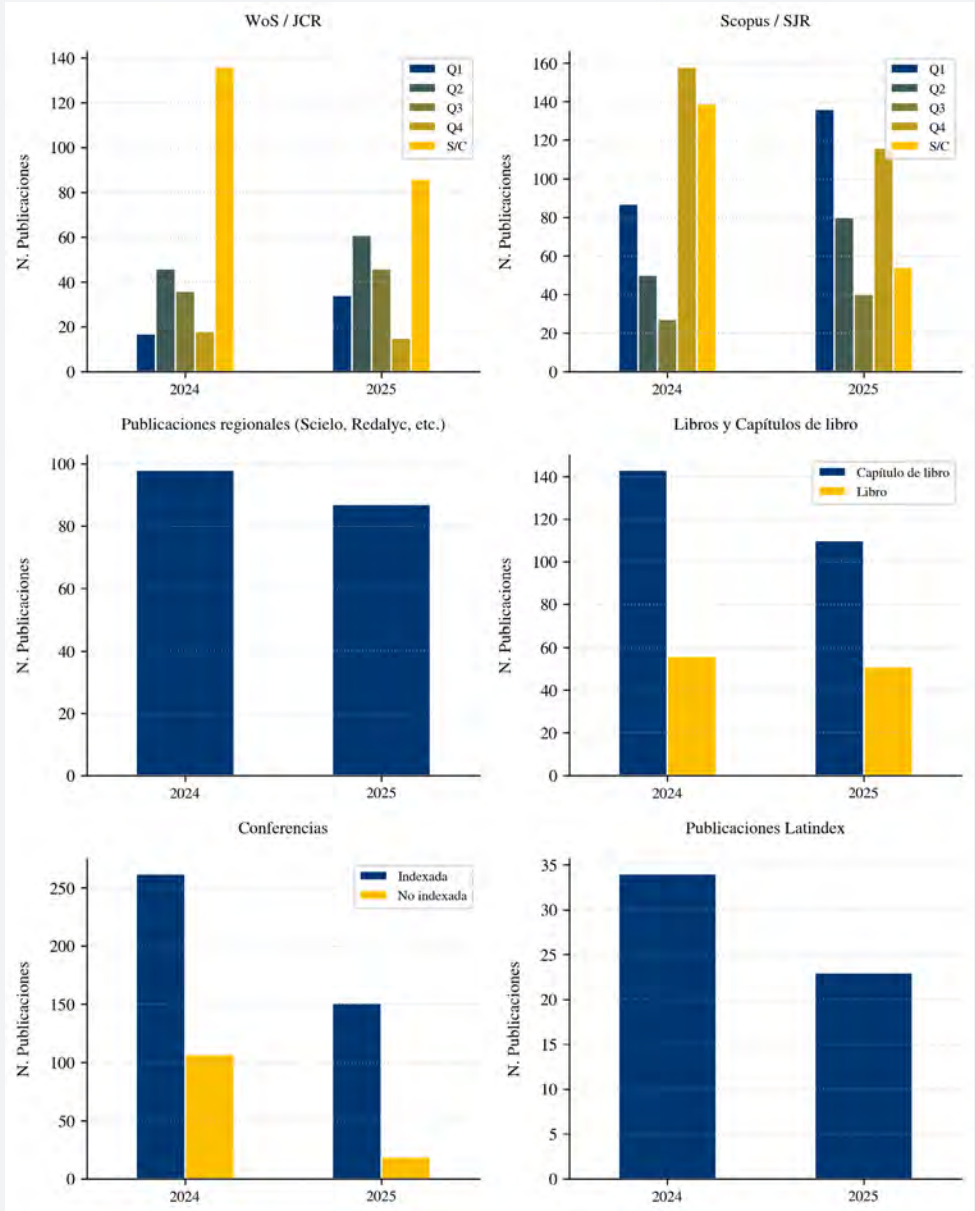 WoS / JCR
N. Publicaciones
140
120
100
80
60
40
20
0
2024
2025
Q1
Q2
Q3
Q4
S/C
Scopus / SJR
N. Publicaciones
160
140
120
100
80
60
40
20
0
2024
2025
Q1
Q2
Q3
Q4
S/C
Publicaciones regionales (Scielo, Redalyc, etc.)
N. Publicaciones
100
80
60
40
20
0
2024
2025
Libros y Capítulos de libro
N. Publicaciones
140
120
100
80
60
40
20
0
2024
2025
Capítulo de libro
Libro
Conferencias
N. Publicaciones
250
200
150
100
50
0
2024
2025
Indexada
No indexada
Publicaciones Latindex
N. Publicaciones
35
30
25
20
15
10
5
0
2024
2025